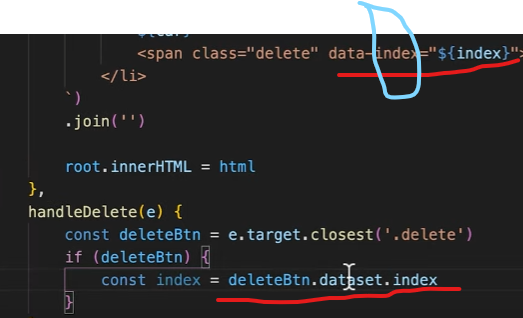 <span class="delete" data-index="${index}">
</li>
`)
.join('')
root.innerHTML = html
},
handleDelete(e) {
const deleteBtn = e.target.closest('.delete')
if (deleteBtn) {
const index = deleteBtn.dataset.index
}